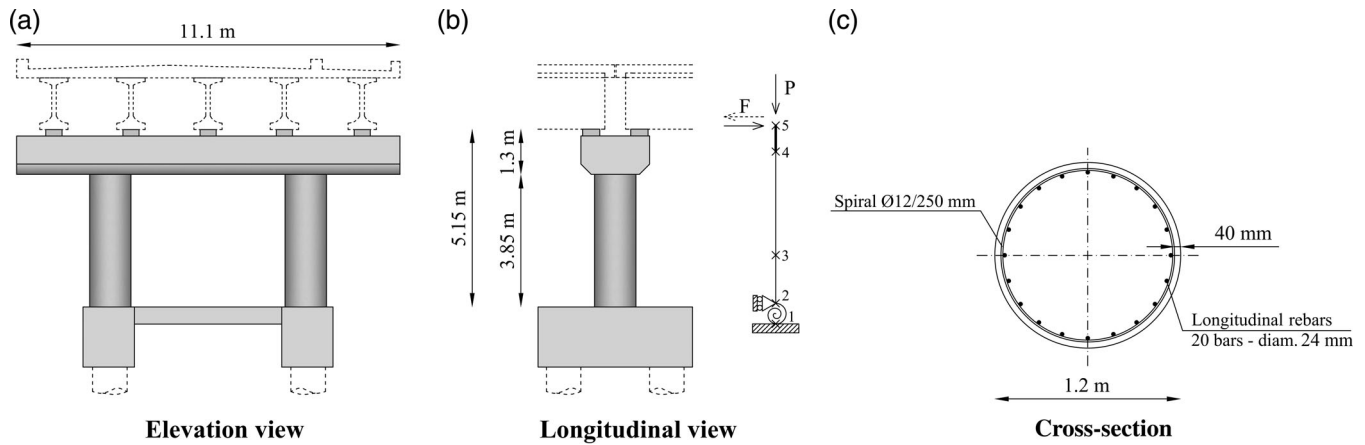 (a)
11.1 m
Elevation view
(b)
5.15 m
1.3 m
3.85 m
P
F
5
4
3
2
1
Longitudinal view
(c)
Spiral Ø12/250 mm
40 mm
Longitudinal rebars
20 bars - diam. 24 mm
1.2 m
Cross-section